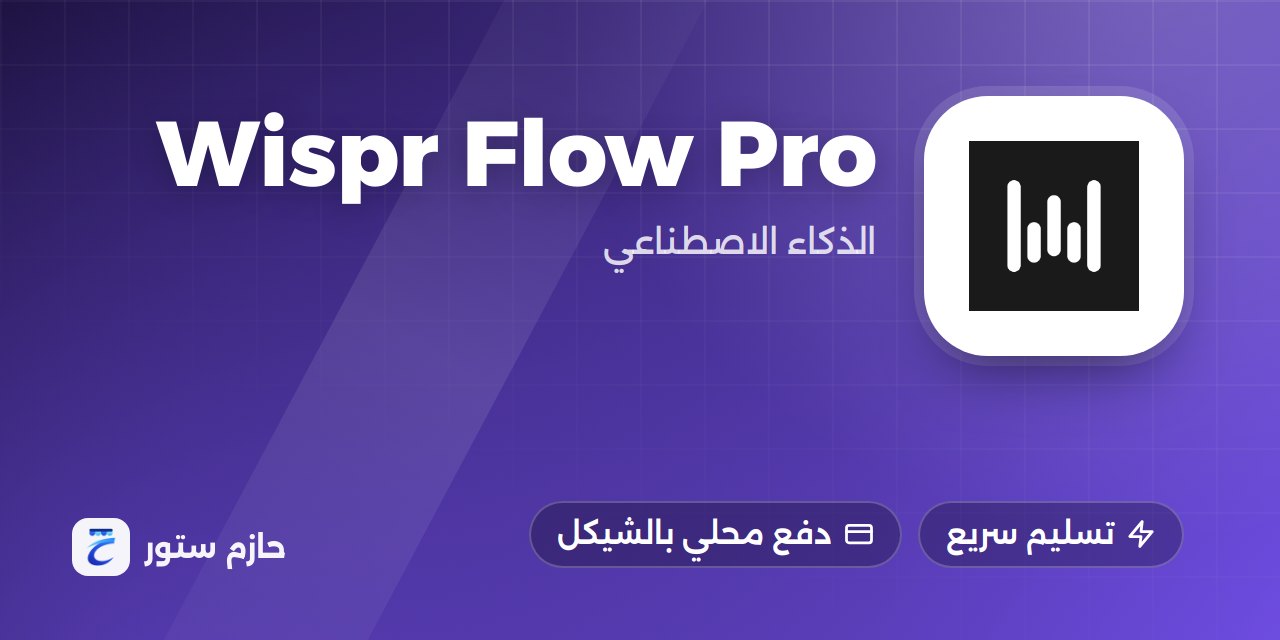 Wispr Flow Pro
الذكاء الاصطناعي
تسليم سريع
دفع محلي بالشيكل
حازم ستور